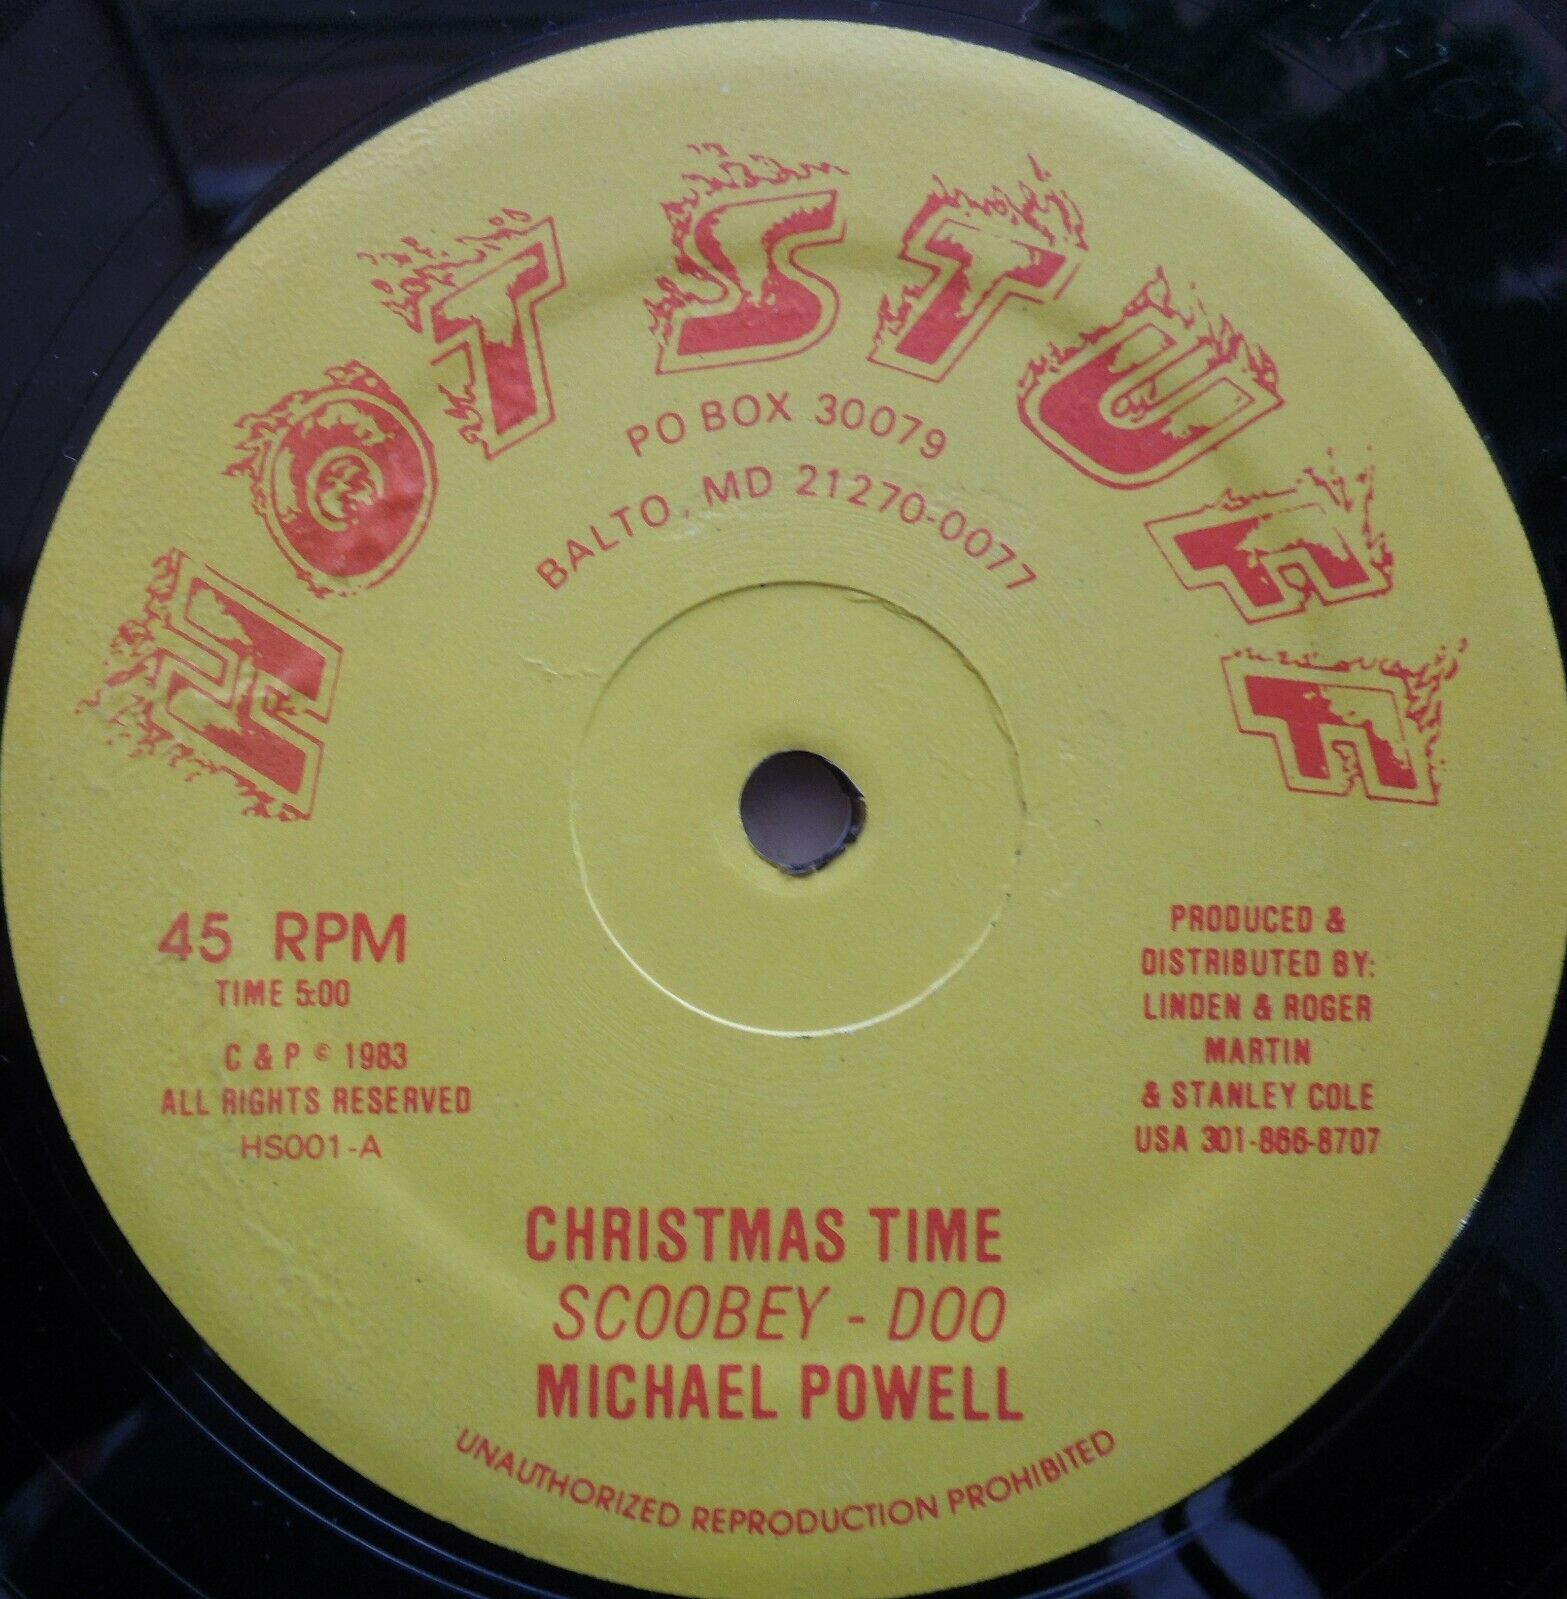 HOT STUFF
PO BOX 30079
BALTO, MD 21270-0077
45 RPM
TIME 5:00
C & P © 1983
ALL RIGHTS RESERVED
HS001-A
PRODUCED &
DISTRIBUTED BY:
LINDEN & ROGER
MARTIN
& STANLEY COLE
USA 301-866-8707
CHRISTMAS TIME
SCOOBEY - DOO
MICHAEL POWELL
UNAUTHORIZED REPRODUCTION PROHIBITED